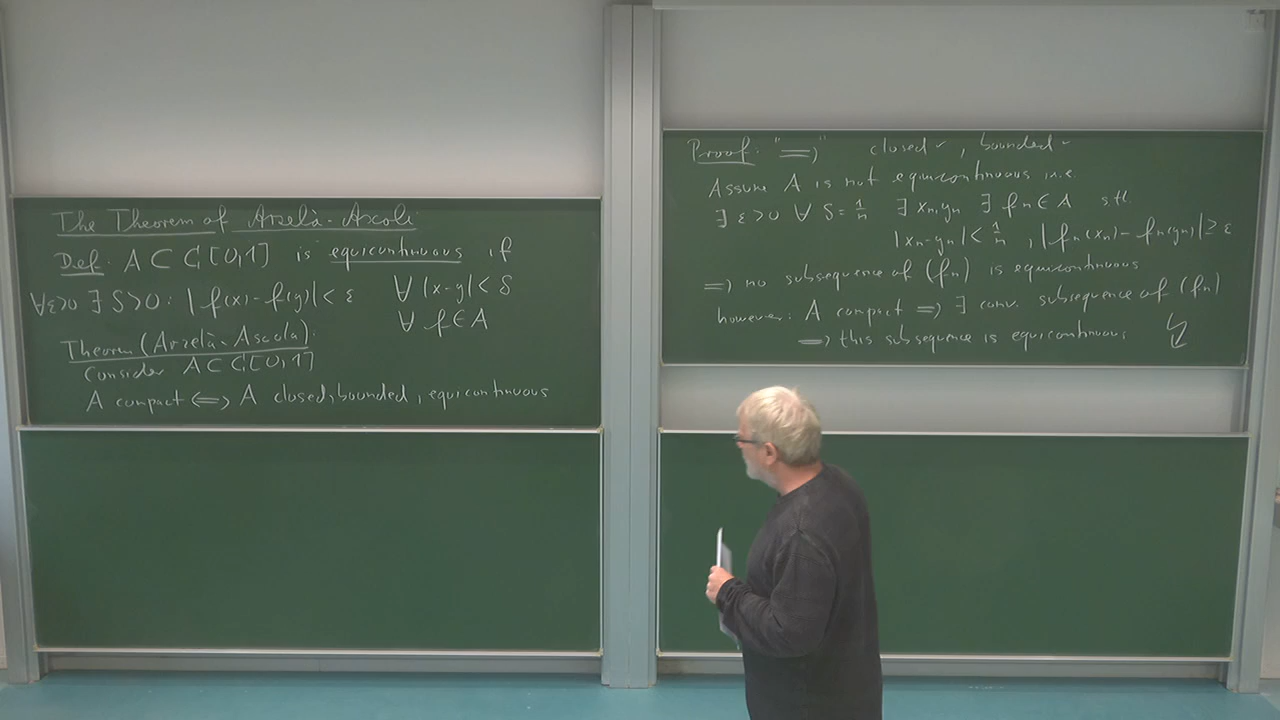 The Theorem of Arzelà-Ascoli
Def. A ⊂ C[0,1] is equicontinuous if
∀ε>0 ∃ δ>0 : |f(x)-f(y)| < ε ∀ |x-y| < δ
∀ f ∈ A
Theorem (Arzelà-Ascola):
Consider A ⊂ C[0,1]
A compact ⟺ A closed, bounded, equicontinuous
Proof: "⟹" closed ✓, bounded ✓
Assume A is not equicontinuous i.e.
∃ ε>0 ∀ δ = 1/n ∃ xn, yn ∃ fn ∈ A s.th.
|xn-yn| < 1/n , |fn(xn) - fn(yn)| ≥ ε
⟹ no subsequence of (fn) is equicontinuous
however: A compact ⟹ ∃ conv. subsequence of (fn)
⟹ this subsequence is equicontinuous ↯